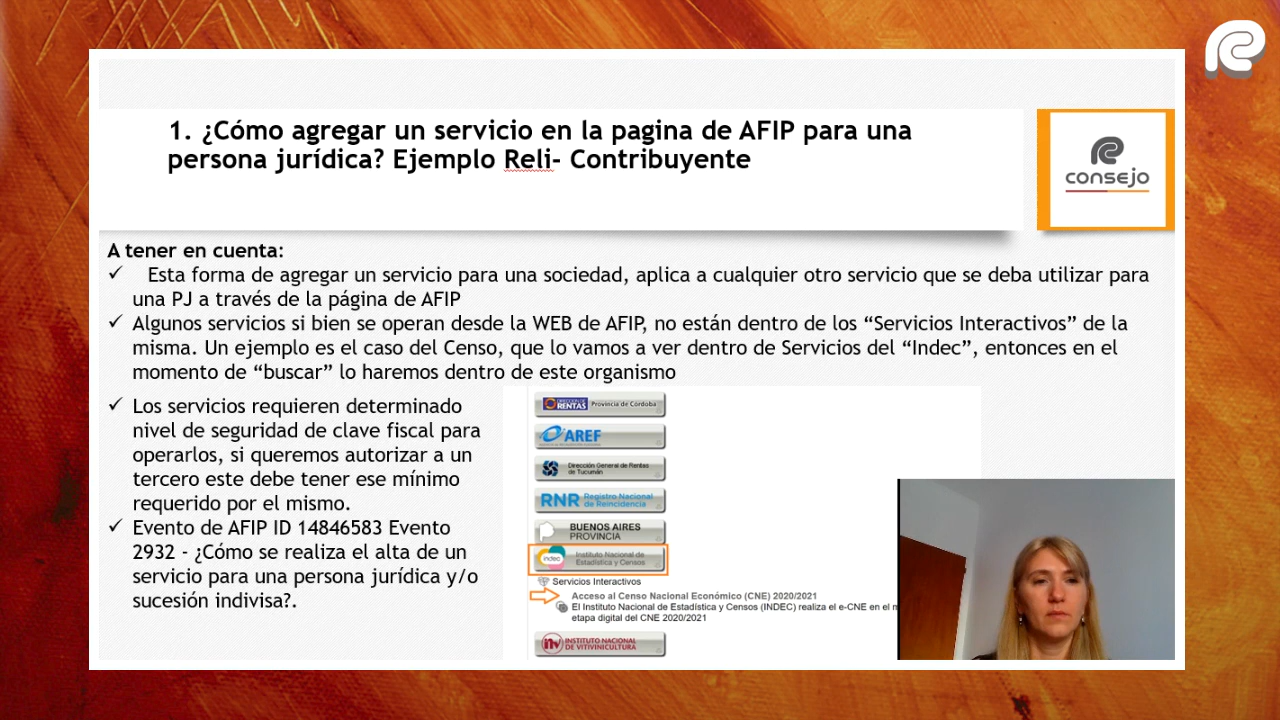 1. ¿Cómo agregar un servicio en la pagina de AFIP para una
persona jurídica? Ejemplo Reli- Contribuyente
consejo
A tener en cuenta:
✓ Esta forma de agregar un servicio para una sociedad, aplica a cualquier otro servicio que se deba utilizar para
una PJ a través de la página de AFIP
✓ Algunos servicios si bien se operan desde la WEB de AFIP, no están dentro de los “Servicios Interactivos” de la
misma. Un ejemplo es el caso del Censo, que lo vamos a ver dentro de Servicios del “Indec”, entonces en el
momento de “buscar” lo haremos dentro de este organismo
✓ Los servicios requieren determinado
nivel de seguridad de clave fiscal para
operarlos, si queremos autorizar a un
tercero este debe tener ese mínimo
requerido por el mismo.
✓ Evento de AFIP ID 14846583 Evento
2932 - ¿Cómo se realiza el alta de un
servicio para una persona jurídica y/o
sucesión indivisa?.
DIRECCION DE
RENTAS Provincia de Cordoba
AREF
Dirección General de Rentas
de Tucumán
RNR Registro Nacional
de Reincidencia
BUENOS AIRES
PROVINCIA
indec Instituto Nacional de
Estadística y Censos
Servicios Interactivos
Acceso al Censo Nacional Económico (CNE) 2020/2021
El Instituto Nacional de Estadística y Censos (INDEC) realiza el e-CNE en el
etapa digital del CNE 2020/2021
INSTITUTO NACIONAL
DE VITIVINICULTURA